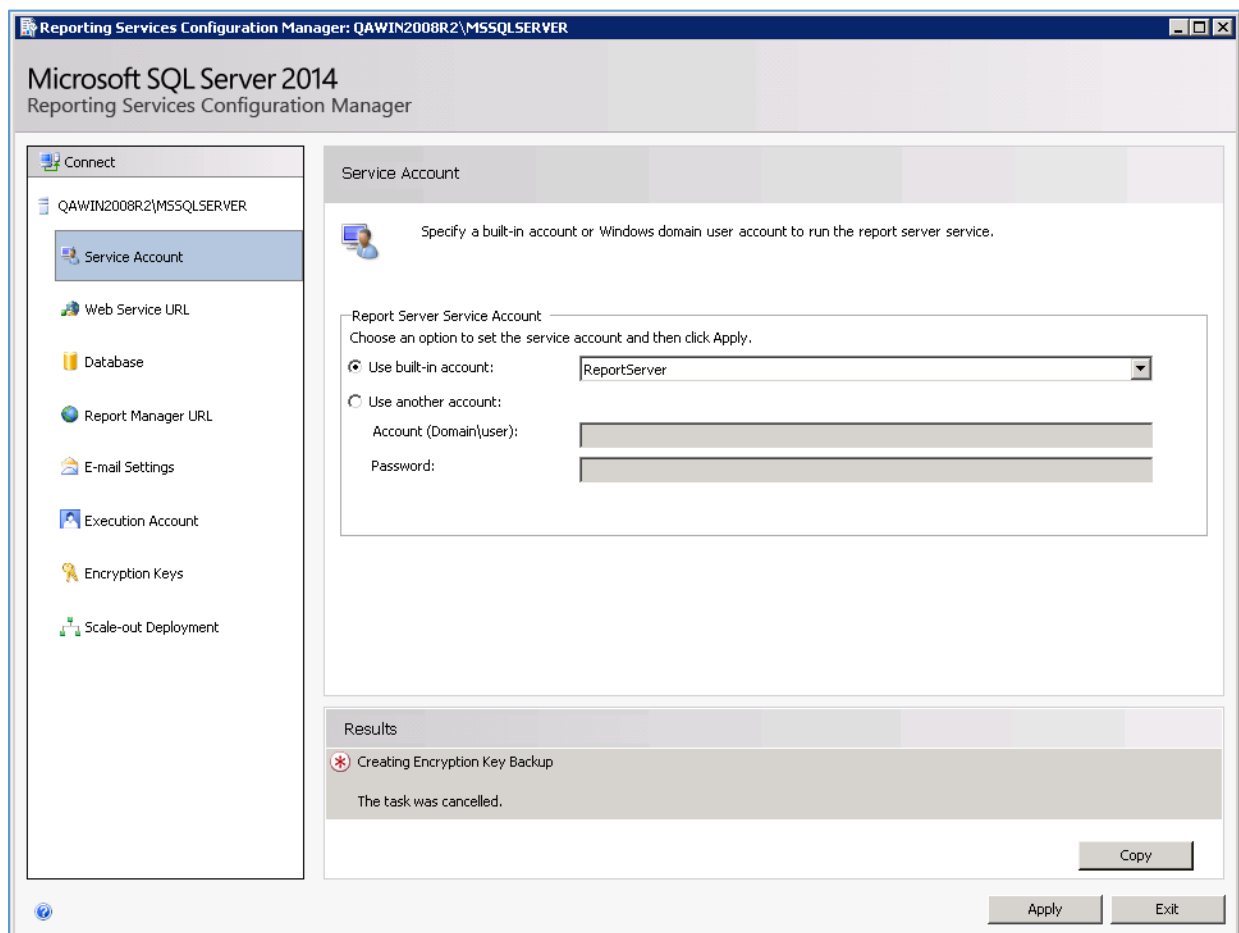 Reporting Services Configuration Manager: QAWIN2008R2\MSSQLSERVER
Microsoft SQL Server 2014
Reporting Services Configuration Manager
Connect
QAWIN2008R2\MSSQLSERVER
Service Account
Web Service URL
Database
Report Manager URL
E-mail Settings
Execution Account
Encryption Keys
Scale-out Deployment
Service Account
Specify a built-in account or Windows domain user account to run the report server service.
Report Server Service Account
Choose an option to set the service account and then click Apply.
Use built-in account: ReportServer
Use another account:
Account (Domain\user):
Password:
Results
Creating Encryption Key Backup
The task was cancelled.
Copy
Apply Exit